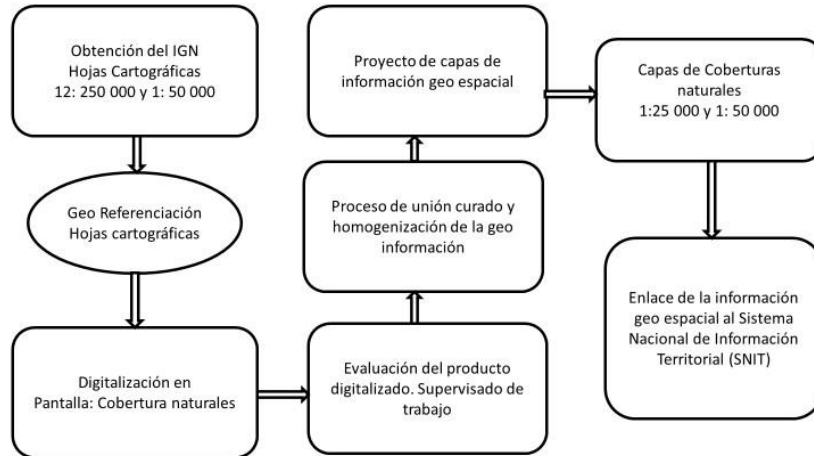 Obtención del IGN
Hojas Cartográficas
12: 250 000 y 1: 50 000
Geo Referenciación
Hojas cartográficas
Digitalización en
Pantalla: Cobertura naturales
Evaluación del producto
digitalizado. Supervisado de
trabajo
Proceso de unión curado y
homogenización de la geo
información
Proyecto de capas de
información geo espacial
Capas de Coberturas
naturales
1:25 000 y 1: 50 000
Enlace de la información
geo espacial al Sistema
Nacional de Información
Territorial (SNIT)